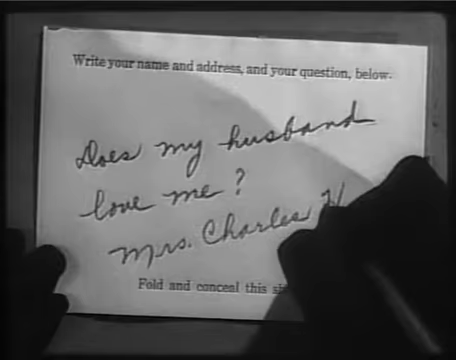 Write your name and address, and your question, below.
Does my husband
love me?
Mrs. Charles
Fold and conceal this